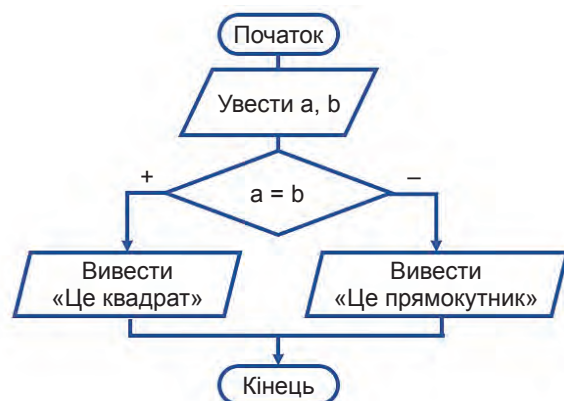 Початок
Увести a, b
+
–
a = b
Вивести
«Це квадрат»
Вивести
«Це прямокутник»
Кінець